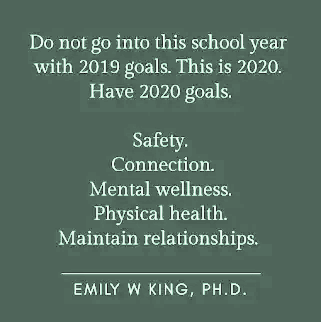 Do not go into this school year
with 2019 goals. This is 2020.
Have 2020 goals.
Safety.
Connection.
Mental wellness.
Physical health.
Maintain relationships.
EMILY W KING, PH.D.